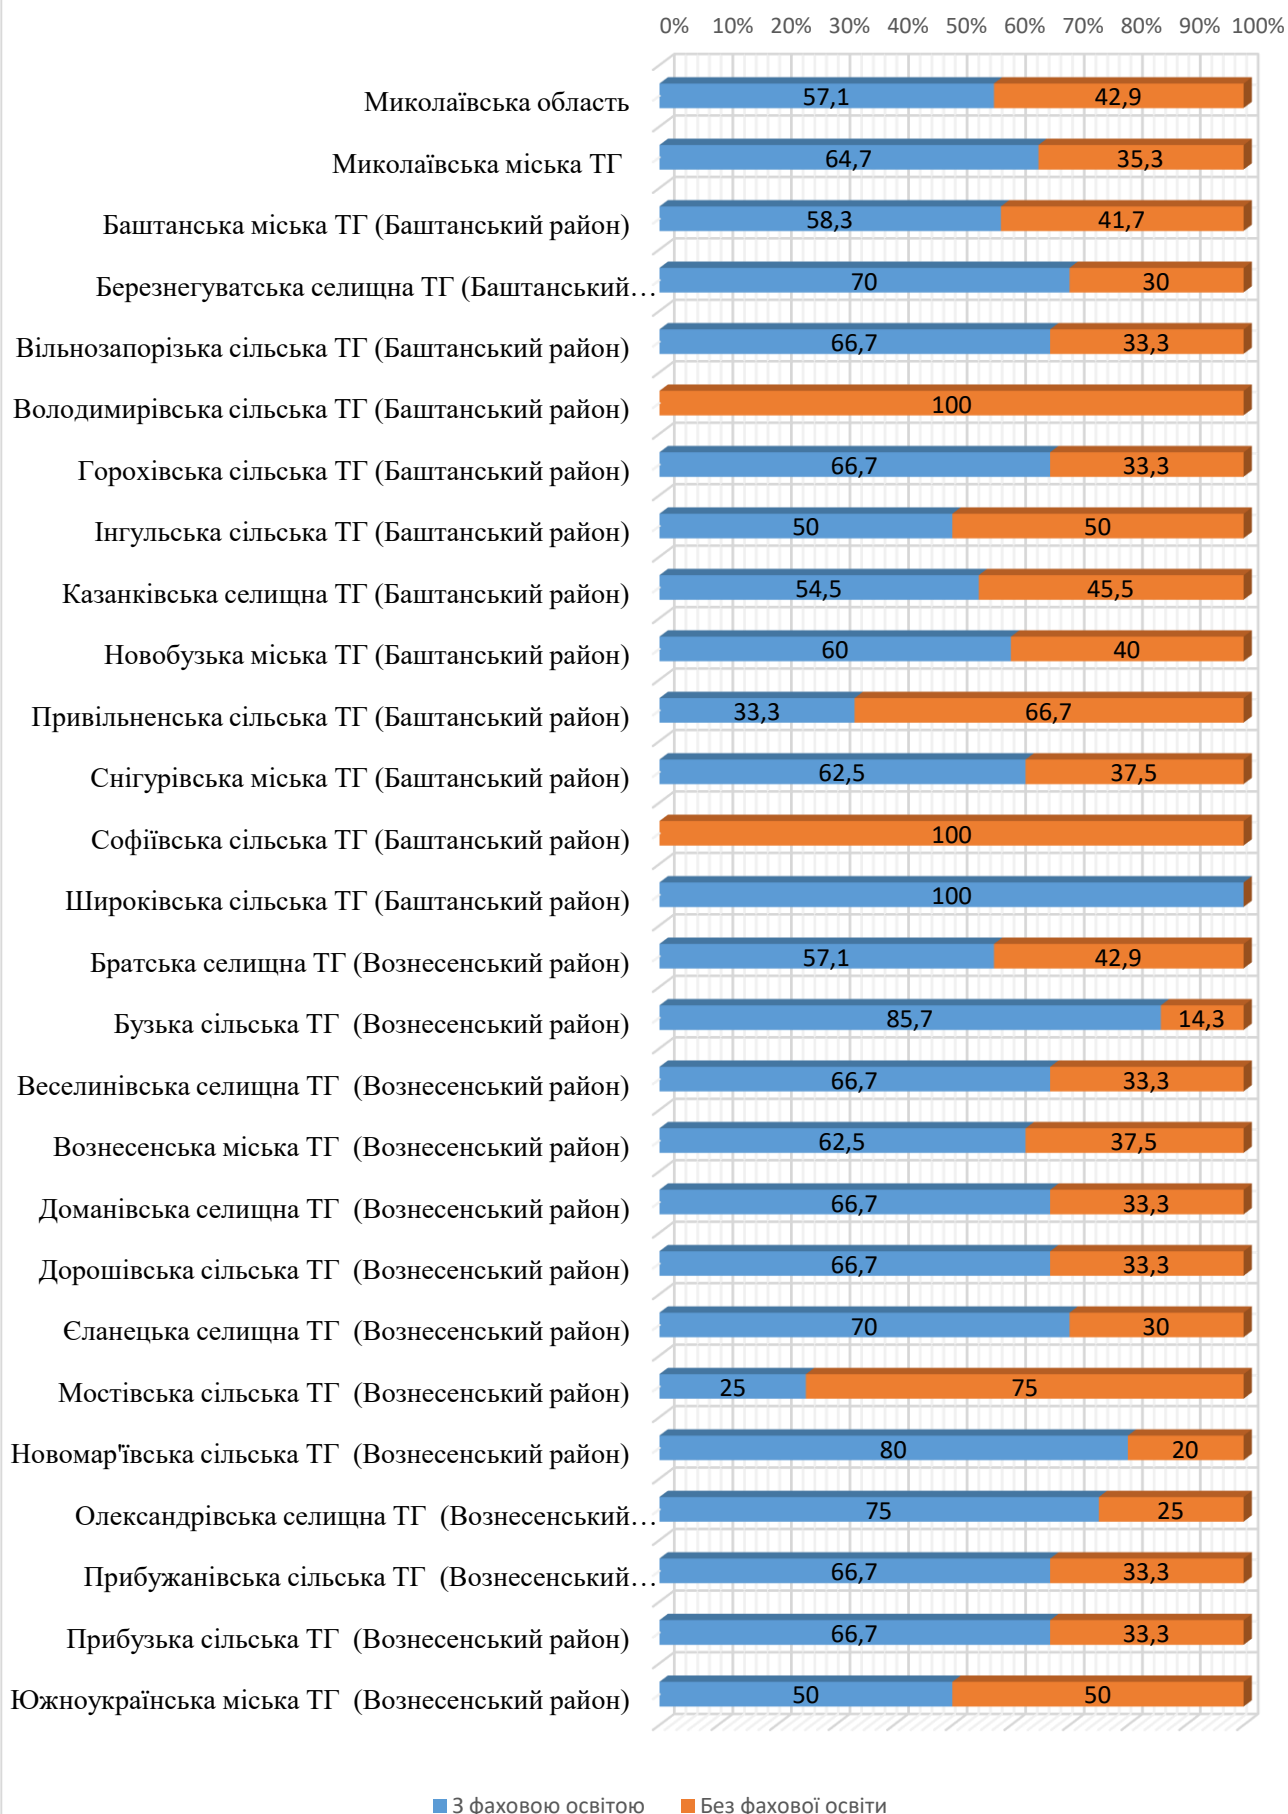 0% 10% 20% 30% 40% 50% 60% 70% 80% 90% 100%
Миколаївська область 57,1 42,9
Миколаївська міська ТГ 64,7 35,3
Баштанська міська ТГ (Баштанський район) 58,3 41,7
Березнегуватська селищна ТГ (Баштанський… 70 30
Вільнозапорізька сільська ТГ (Баштанський район) 66,7 33,3
Володимирівська сільська ТГ (Баштанський район) 100
Горохівська сільська ТГ (Баштанський район) 66,7 33,3
Інгульська сільська ТГ (Баштанський район) 50 50
Казанківська селищна ТГ (Баштанський район) 54,5 45,5
Новобузька міська ТГ (Баштанський район) 60 40
Привільненська сільська ТГ (Баштанський район) 33,3 66,7
Снігурівська міська ТГ (Баштанський район) 62,5 37,5
Софіївська сільська ТГ (Баштанський район) 100
Широківська сільська ТГ (Баштанський район) 100
Братська селищна ТГ (Вознесенський район) 57,1 42,9
Бузька сільська ТГ (Вознесенський район) 85,7 14,3
Веселинівська селищна ТГ (Вознесенський район) 66,7 33,3
Вознесенська міська ТГ (Вознесенський район) 62,5 37,5
Доманівська селищна ТГ (Вознесенський район) 66,7 33,3
Дорошівська сільська ТГ (Вознесенський район) 66,7 33,3
Єланецька селищна ТГ (Вознесенський район) 70 30
Мостівська сільська ТГ (Вознесенський район) 25 75
Новомар'ївська сільська ТГ (Вознесенський район) 80 20
Олександрівська селищна ТГ (Вознесенський… 75 25
Прибужанівська сільська ТГ (Вознесенський… 66,7 33,3
Прибузька сільська ТГ (Вознесенський район) 66,7 33,3
Южноукраїнська міська ТГ (Вознесенський район) 50 50
З фаховою освітою Без фахової освіти